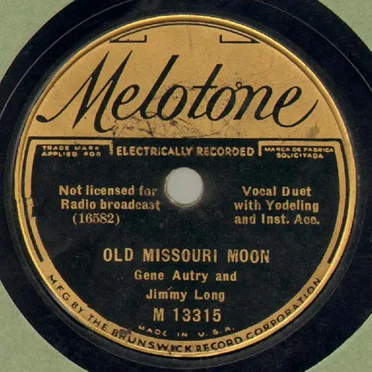 Melotone
TRADE MARK
APPLIED FOR
ELECTRICALLY RECORDED
MARCA DE FABRICA
SOLICITADA
Not licensed for
Radio broadcast
(16582)
Vocal Duet
with Yodeling
and Inst. Acc.
OLD MISSOURI MOON
Gene Autry and
Jimmy Long
M 13315
MADE IN U.S.A.
MFG. BY THE BRUNSWICK RECORD CORPORATION